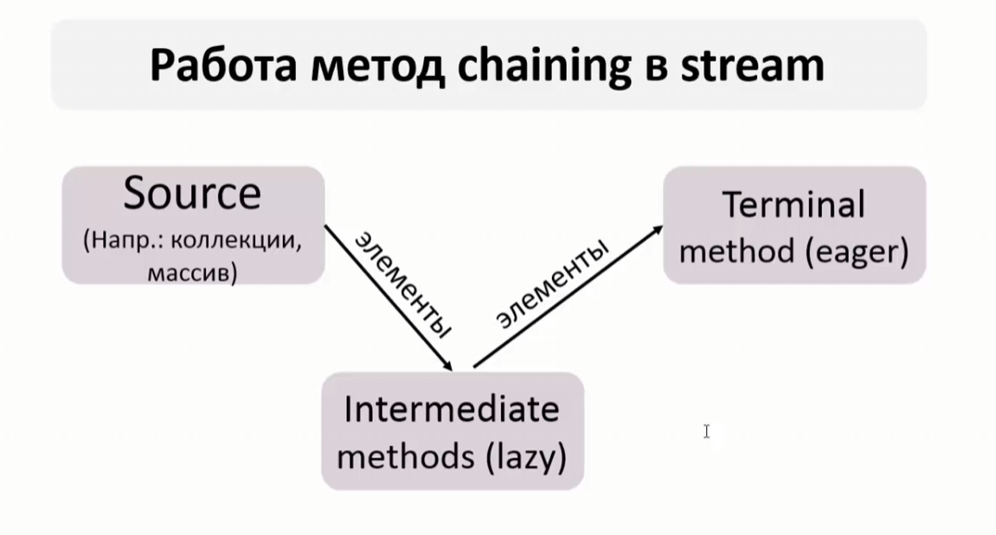 Работа метод chaining в stream
Source
(Напр.: коллекции,
массив)
элементы
элементы
Terminal
method (eager)
Intermediate
methods (lazy)